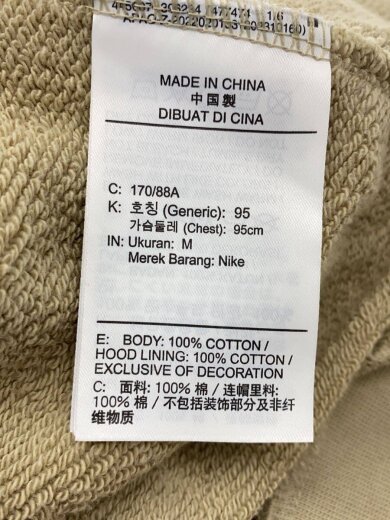 MADE IN CHINA
中国製
DIBUAT DI CINA
C: 170/88A
K: 호칭 (Generic): 95
가슴둘레 (Chest): 95cm
IN: Ukuran: M
Merek Barang: Nike
E: BODY: 100% COTTON /
HOOD LINING: 100% COTTON /
EXCLUSIVE OF DECORATION
C: 面料: 100% 棉 / 连帽里料:
100% 棉 / 不包括装饰部分及非纤
维物质